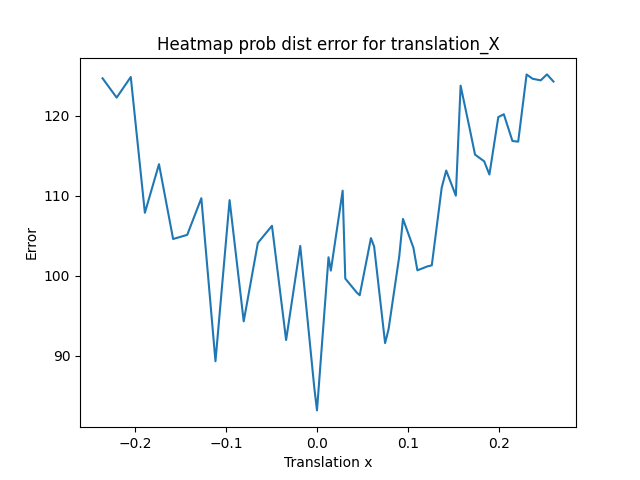 Heatmap prob dist error for translation_X
Error
120
110
100
90
−0.2 −0.1 0.0 0.1 0.2
Translation x